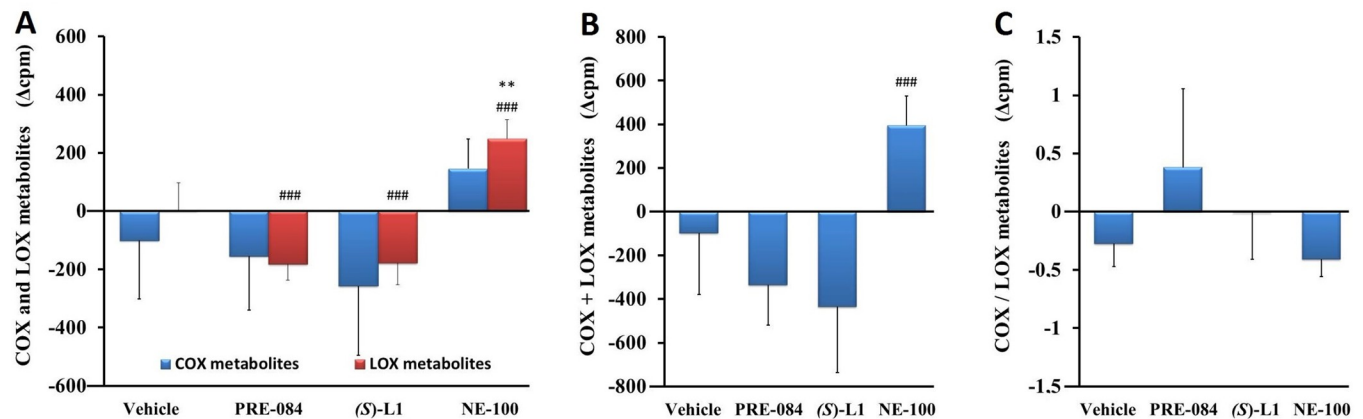 A
COX and LOX metabolites (Δcpm)
600
400
200
0
-200
-400
-600
**
###
###
###
COX metabolites
LOX metabolites
Vehicle
PRE-084
(S)-L1
NE-100
B
COX + LOX metabolites (Δcpm)
800
600
400
200
0
-200
-400
-600
-800
###
Vehicle
PRE-084
(S)-L1
NE-100
C
COX / LOX metabolites (Δcpm)
1.5
1
0.5
0
-0.5
-1
-1.5
Vehicle
PRE-084
(S)-L1
NE-100